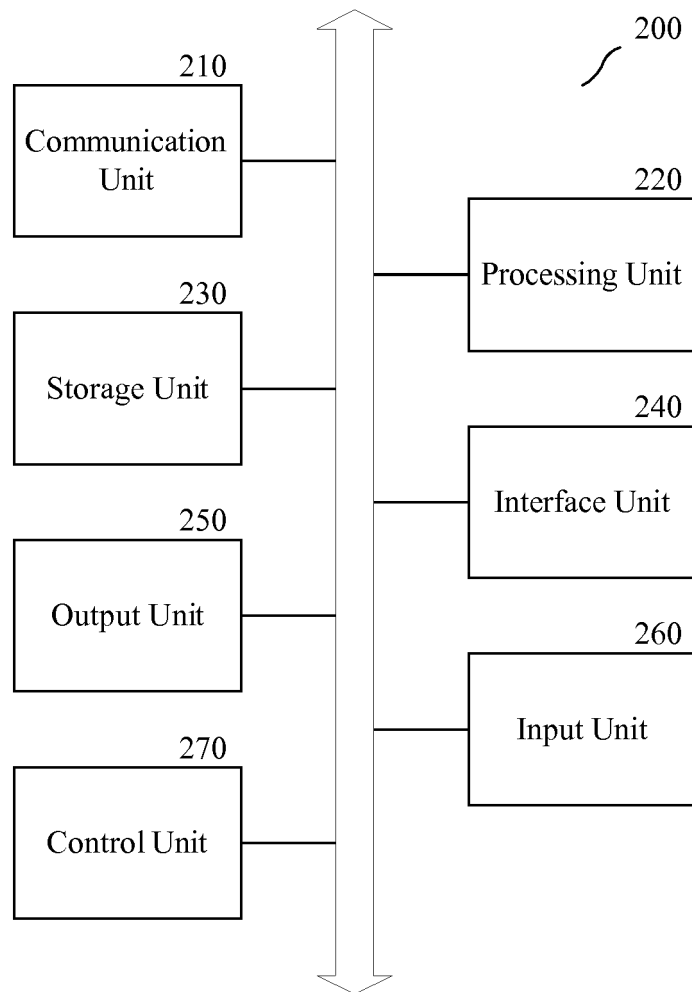 200
210
Communication
Unit
220
Processing Unit
230
Storage Unit
240
Interface Unit
250
Output Unit
260
Input Unit
270
Control Unit